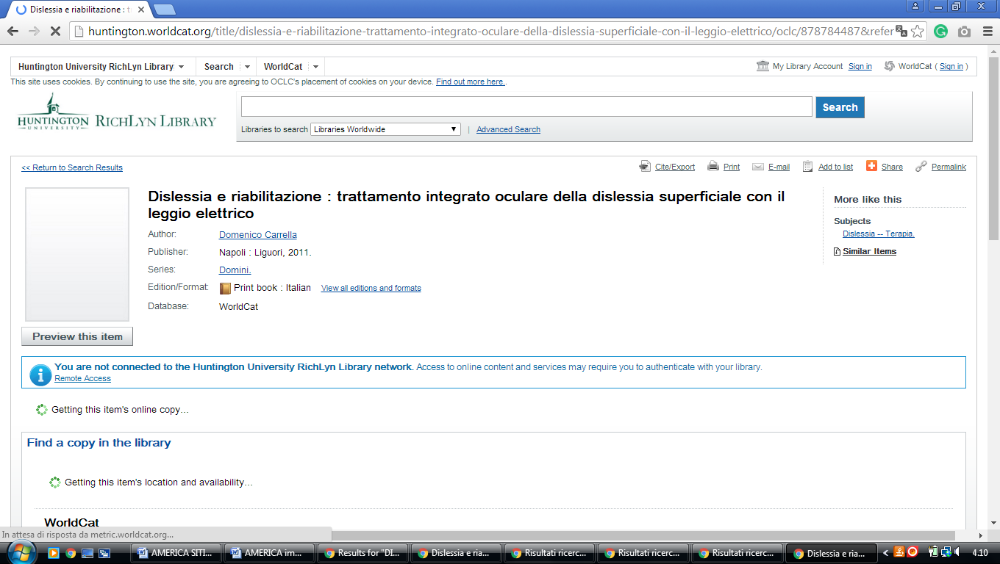 Dislessia e riabilitazione : t
huntington.worldcat.org/title/dislessia-e-riabilitazione-trattamento-integrato-oculare-della-dislessia-superficiale-con-il-leggio-elettrico/oclc/878784487&refer
Huntington University RichLyn Library Search WorldCat My Library Account Sign in WorldCat ( Sign in )
This site uses cookies. By continuing to use the site, you are agreeing to OCLC's placement of cookies on your device. Find out more here..
HUNTINGTON UNIVERSITY RICHLYN LIBRARY
Search
Libraries to search Libraries Worldwide | Advanced Search
<< Return to Search Results Cite/Export Print E-mail Add to list Share Permalink
Dislessia e riabilitazione : trattamento integrato oculare della dislessia superficiale con il
leggio elettrico
Author: Domenico Carrella
Publisher: Napoli : Liguori, 2011.
Series: Domini.
Edition/Format: Print book : Italian View all editions and formats
Database: WorldCat
More like this
Subjects
Dislessia -- Terapia.
Similar Items
Preview this item
You are not connected to the Huntington University RichLyn Library network. Access to online content and services may require you to authenticate with your library.
Remote Access
Getting this item's online copy...
Find a copy in the library
Getting this item's location and availability...
WorldCat
In attesa di risposta da metric.worldcat.org...
AMERICA SITI... AMERICA im... Results for "DI... Dislessia e ria... Risultati ricerc... Risultati ricerc... Risultati ricerc... Dislessia e ria... 4.10